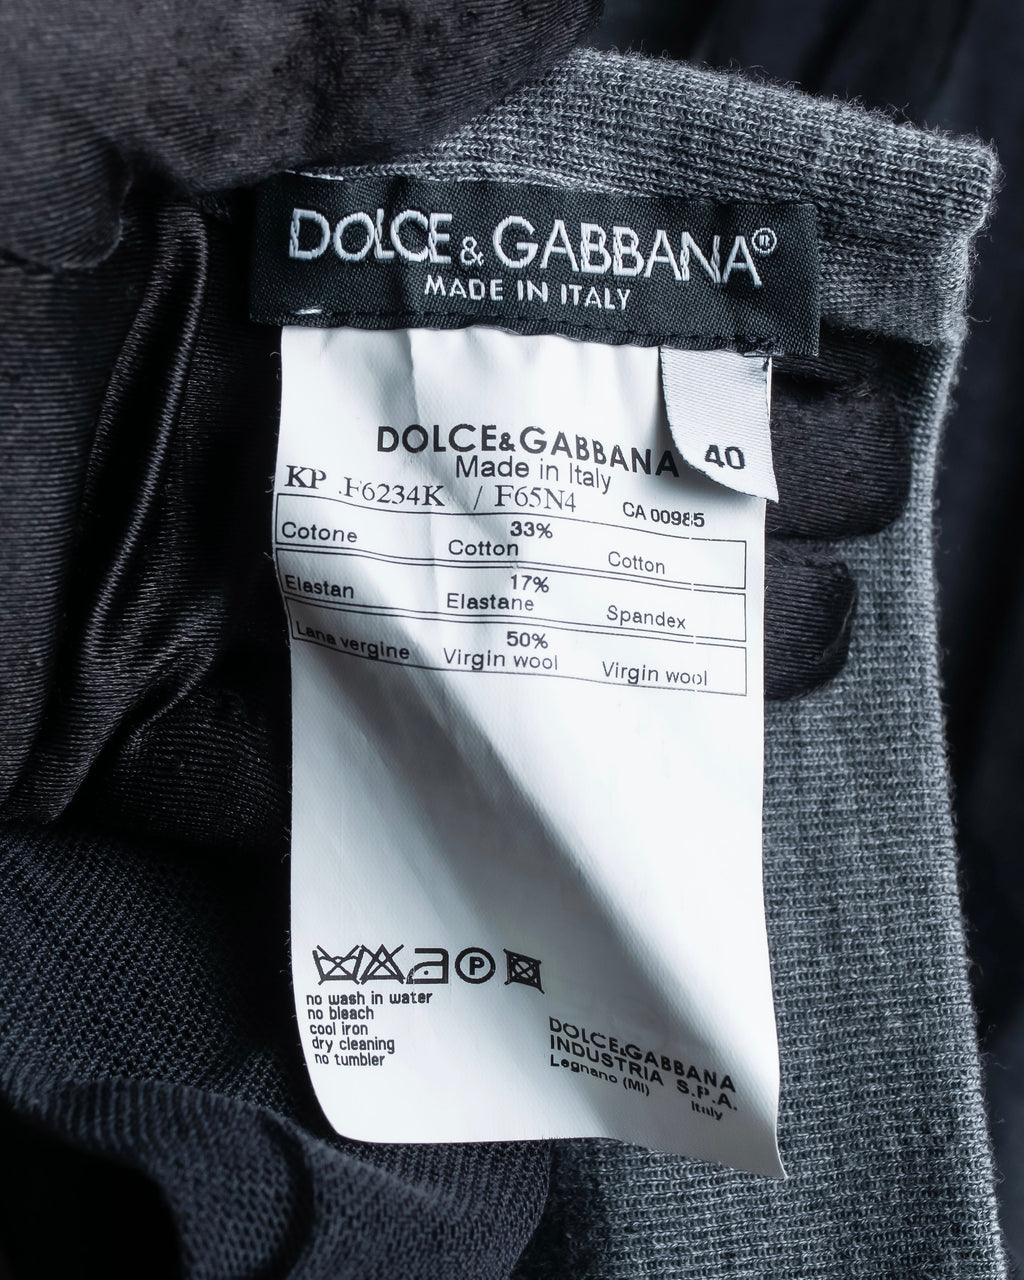 DOLCE & GABBANA®
MADE IN ITALY
40
DOLCE&GABBANA
Made in Italy
KP F6234K / F65N4 CA 00985
Cotone 33% Cotton Cotton
Elastan 17% Elastane Spandex
Lana vergine 50% Virgin wool Virgin wool
P
no wash in water
no bleach
cool iron
dry cleaning
no tumbler
DOLCE&GABBANA
INDUSTRIA S.P.A.
Legnano (MI)
Italy